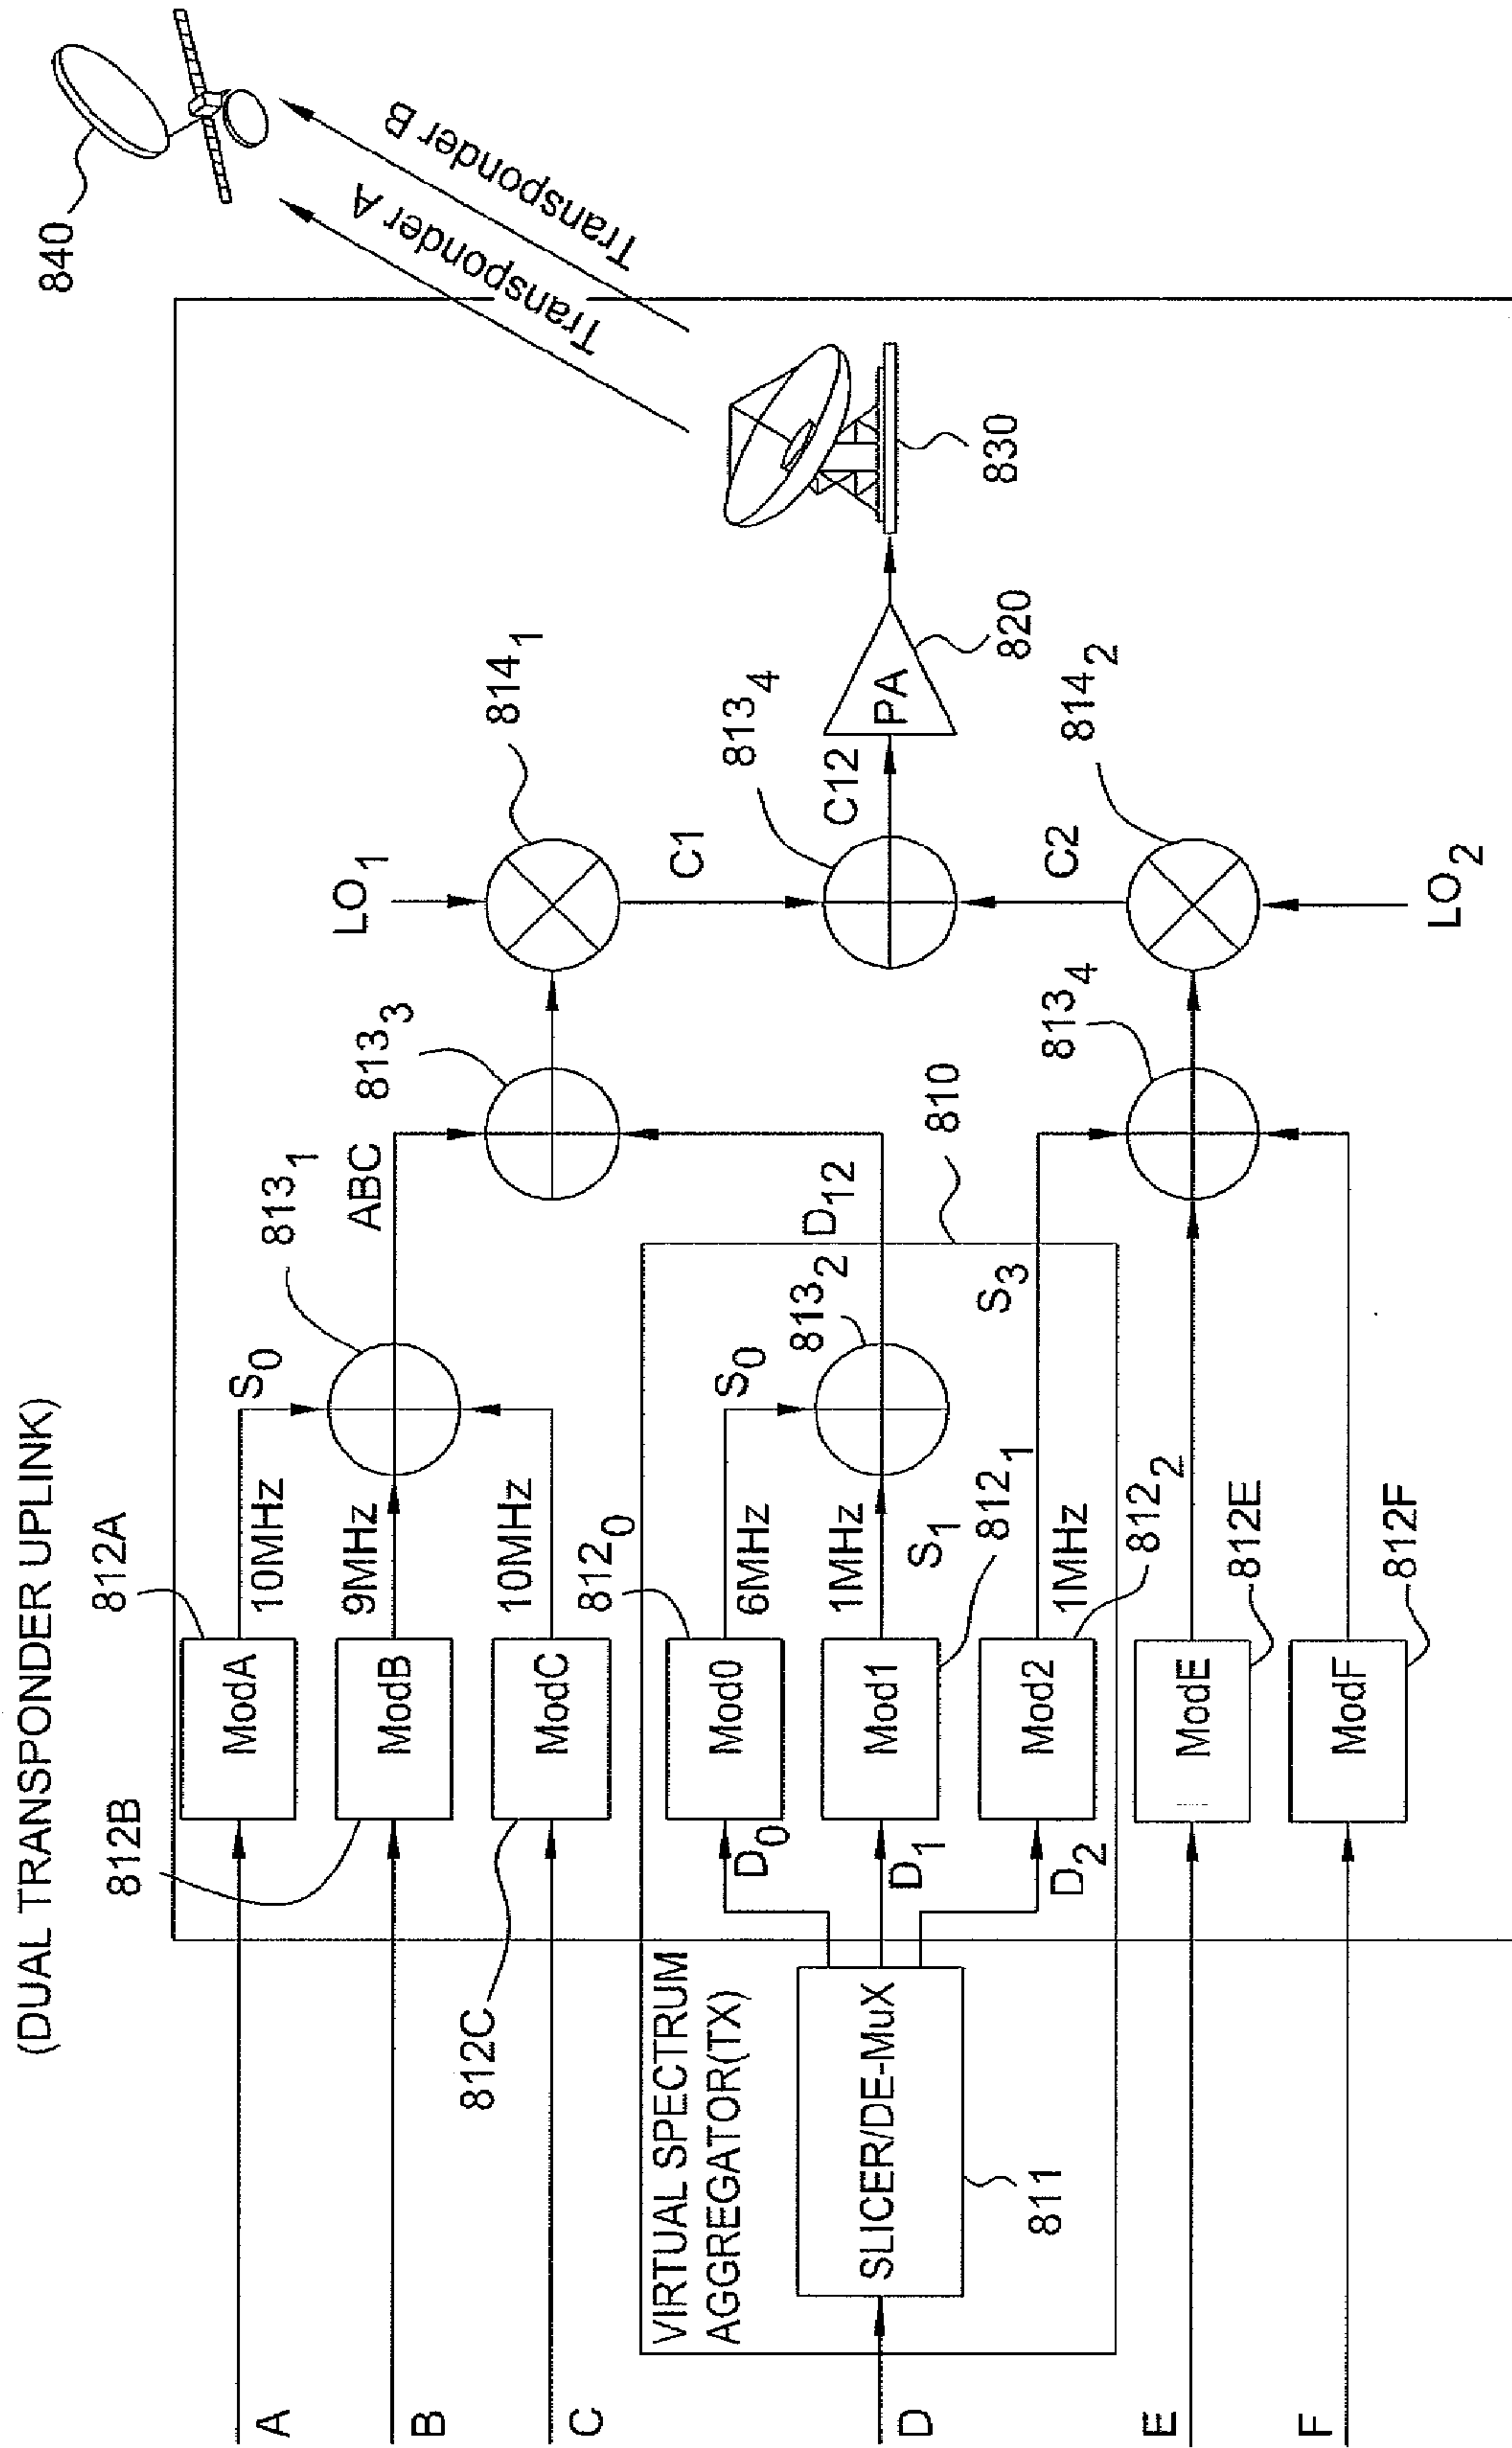 (DUAL TRANSPONDER UPLINK)
840
Transponder A
Transponder B
812A
ModA
10MHz
S0
812B
ModB
9MHz
8131
ABC
8133
LO1
8141
812C
ModC
10MHz
C1
8120
VIRTUAL SPECTRUM
AGGREGATOR(TX)
D0
Mod0
6MHz
S0
8132
D12
8134
SLICER/DE-MuX
811
D1
Mod1
1MHz
S1
8121
810
C12
PA
820
830
D2
Mod2
1MHz
8122
S3
8134
C2
8142
ModE
812E
LO2
ModF
812F
A
B
C
D
E
F